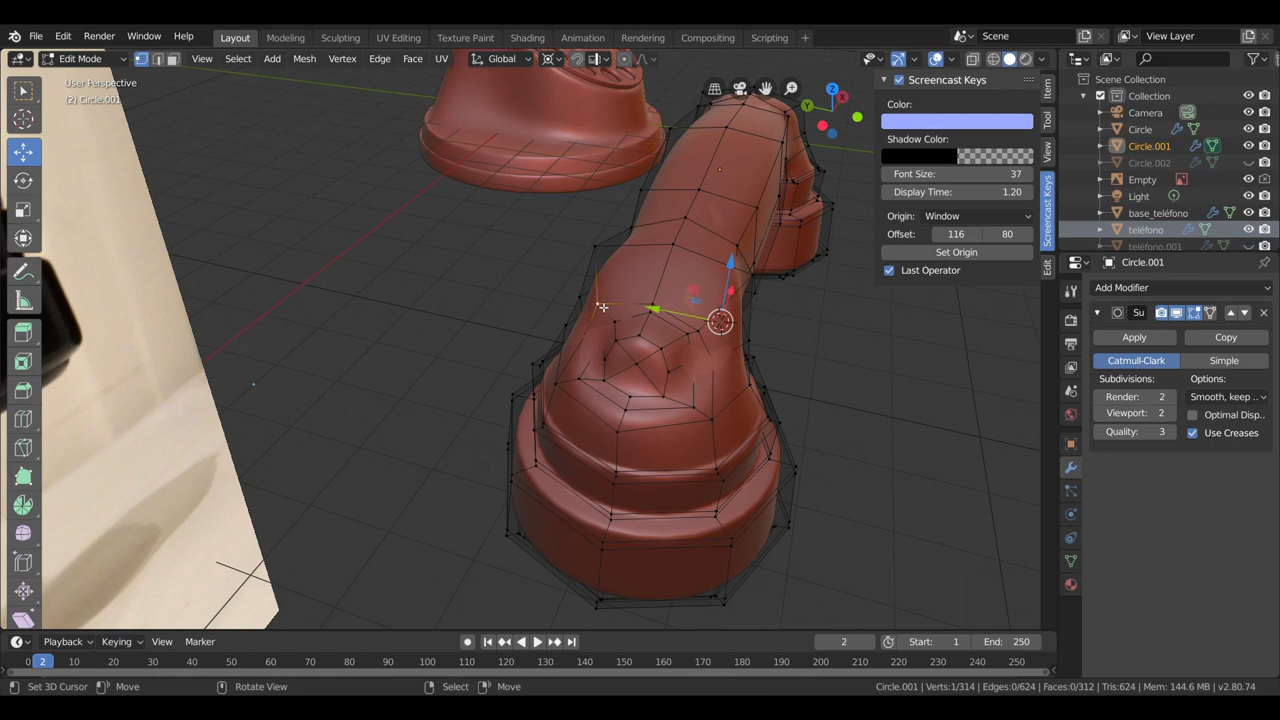 File Edit Render Window Help Layout Modeling Sculpting UV Editing Texture Paint Shading Animation Rendering Compositing Scripting + Scene View Layer
Edit Mode View Select Add Mesh Vertex Edge Face UV Global
User Perspective
(2) Circle.001
Screencast Keys
Color:
Shadow Color:
Font Size: 37
Display Time: 1.20
Origin: Window
Offset: 116 80
Set Origin
Last Operator
Item
Tool
View
Screencast Keys
Edit
Z
Y
X
Scene Collection
Collection
Camera
Circle
Circle.001
Circle.002
Empty
Light
base_teléfono
teléfono
teléfono.001
Circle.001
Add Modifier
Su
Apply Copy
Catmull-Clark Simple
Subdivisions: Options:
Render: 2 Smooth, keep ..
Viewport: 2 Optimal Disp..
Quality: 3 Use Creases
Playback Keying View Marker 2 Start: 1 End: 250
0 2 10 20 30 40 50 60 70 80 90 100 110 120 130 140 150 160 170 180 190 200 210 220 230 240 250
Set 3D Cursor Move Rotate View Select Move Circle.001 | Verts:1/314 | Edges:0/624 | Faces:0/312 | Tris:624 | Mem: 144.6 MB | v2.80.74